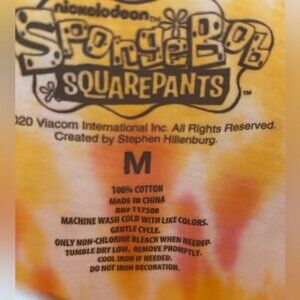 nickelodeon™
SpongeBob
SQUAREPANTS™
020 Viacom International Inc. All Rights Reserved.
Created by Stephen Hillenburg.
M
100% COTTON
MADE IN CHINA
RN# 117508
MACHINE WASH COLD WITH LIKE COLORS.
GENTLE CYCLE.
ONLY NON-CHLORINE BLEACH WHEN NEEDED.
TUMBLE DRY LOW. REMOVE PROMPTLY.
COOL IRON IF NEEDED.
DO NOT IRON DECORATION.